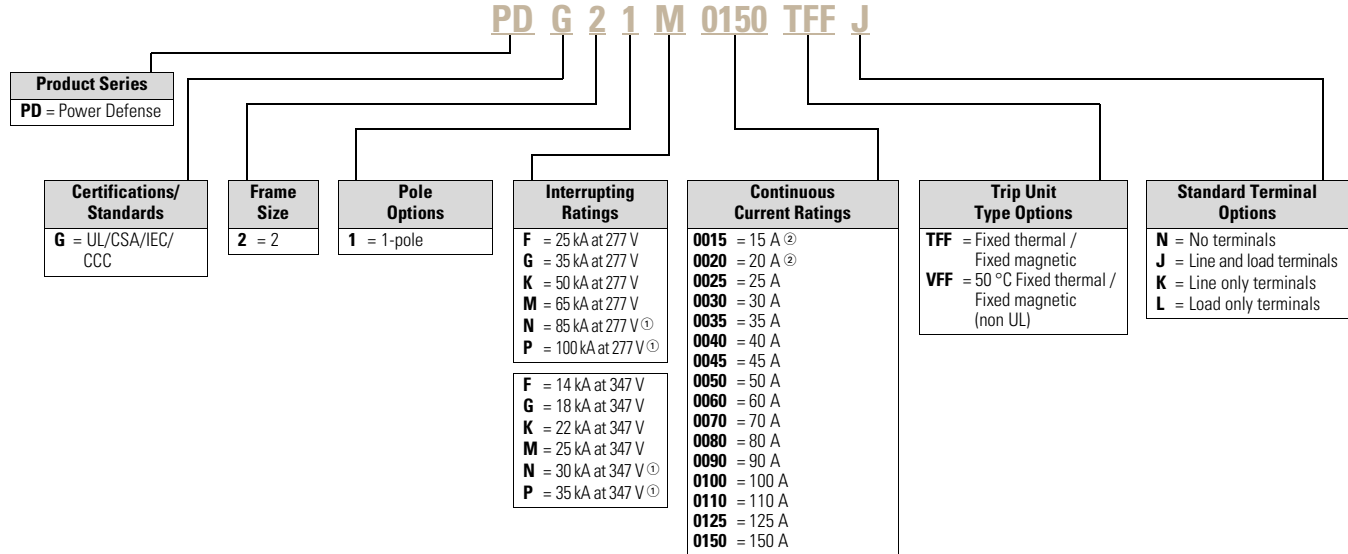 PD G 2 1 M 0150 TFF J
Product Series
PD = Power Defense
Certifications/
Standards
G = UL/CSA/IEC/
CCC
Frame
Size
2 = 2
Pole
Options
1 = 1-pole
Interrupting
Ratings
F = 25 kA at 277 V
G = 35 kA at 277 V
K = 50 kA at 277 V
M = 65 kA at 277 V
N = 85 kA at 277 V ①
P = 100 kA at 277 V ①
F = 14 kA at 347 V
G = 18 kA at 347 V
K = 22 kA at 347 V
M = 25 kA at 347 V
N = 30 kA at 347 V ①
P = 35 kA at 347 V ①
Continuous
Current Ratings
0015 = 15 A ②
0020 = 20 A ②
0025 = 25 A
0030 = 30 A
0035 = 35 A
0040 = 40 A
0045 = 45 A
0050 = 50 A
0060 = 60 A
0070 = 70 A
0080 = 80 A
0090 = 90 A
0100 = 100 A
0110 = 110 A
0125 = 125 A
0150 = 150 A
Trip Unit
Type Options
TFF = Fixed thermal /
Fixed magnetic
VFF = 50 °C Fixed thermal /
Fixed magnetic
(non UL)
Standard Terminal
Options
N = No terminals
J = Line and load terminals
K = Line only terminals
L = Load only terminals